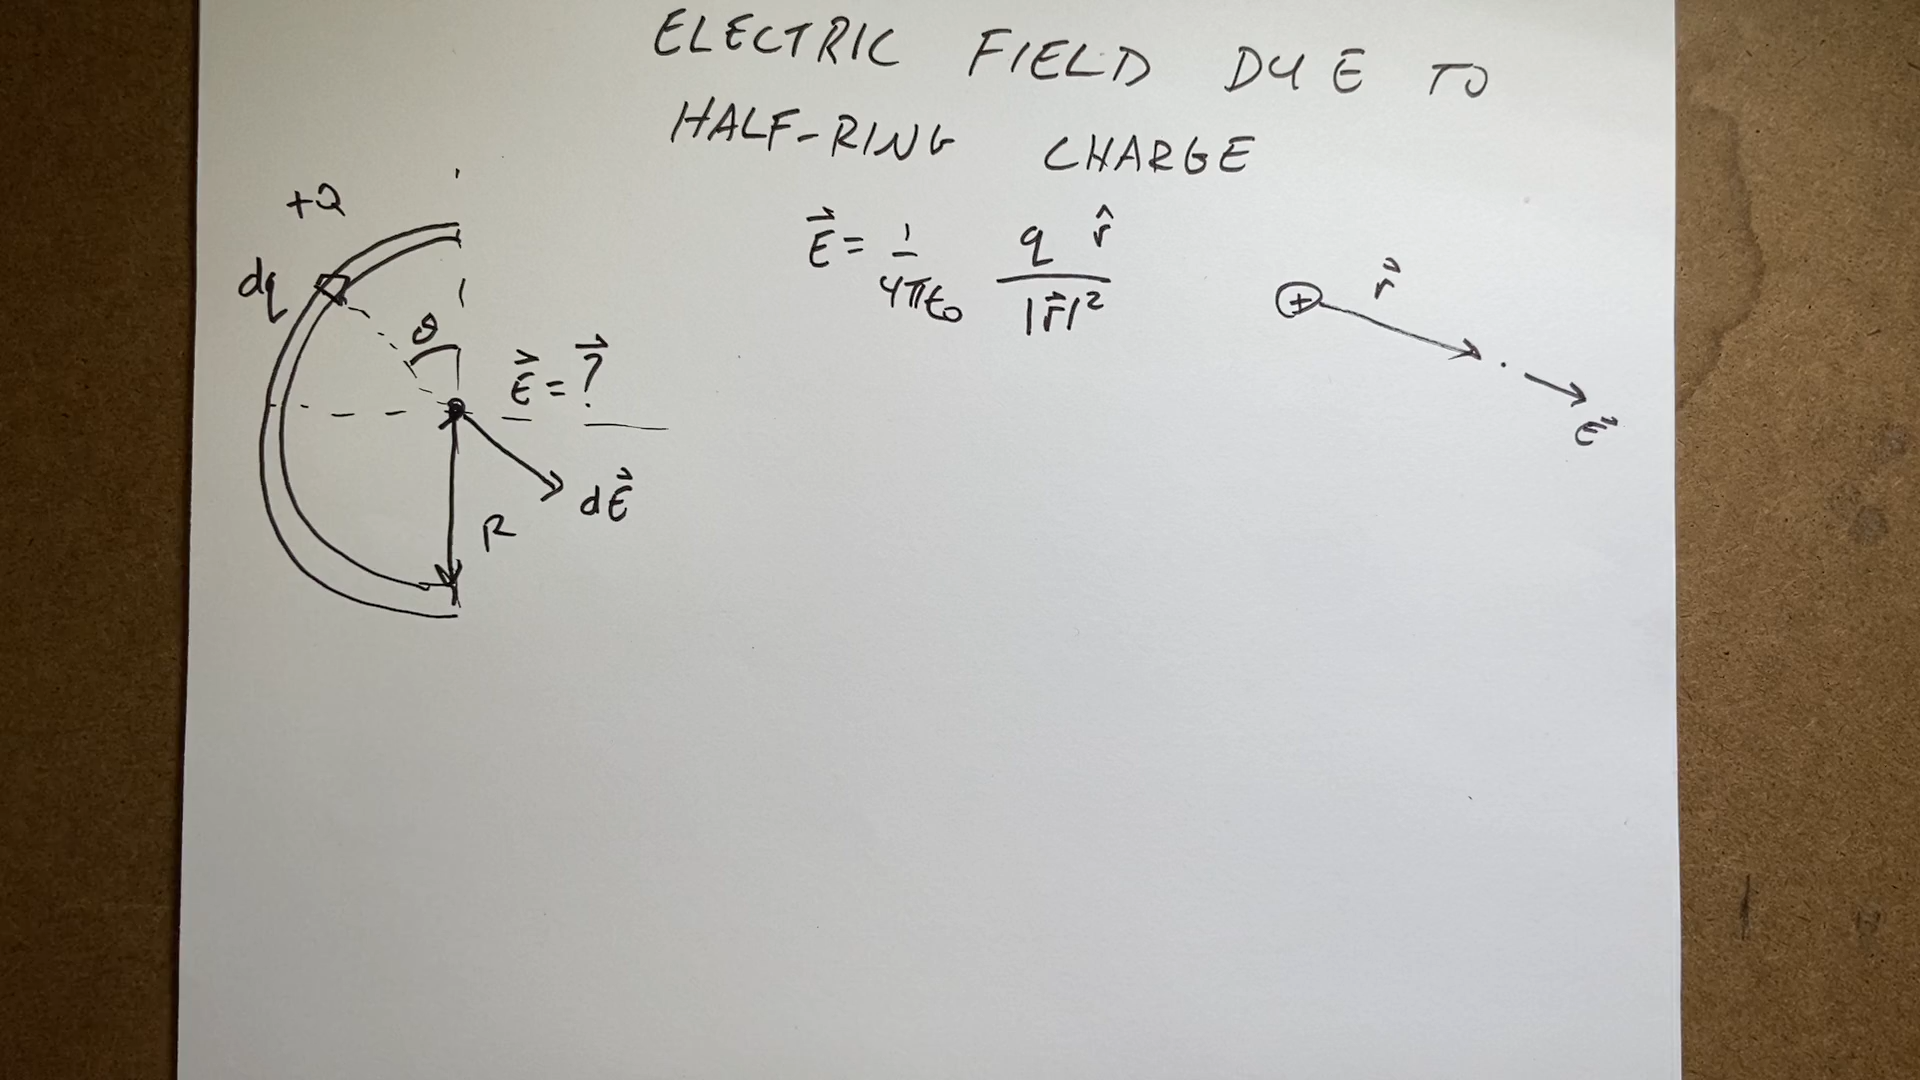 ELECTRIC FIELD DUE TO
HALF-RING CHARGE
+Q
dq
θ
E⃗ = ?⃗
dE⃗
R
E⃗ = 1/4πε₀ q r̂/|r⃗|²
+
r⃗
E⃗